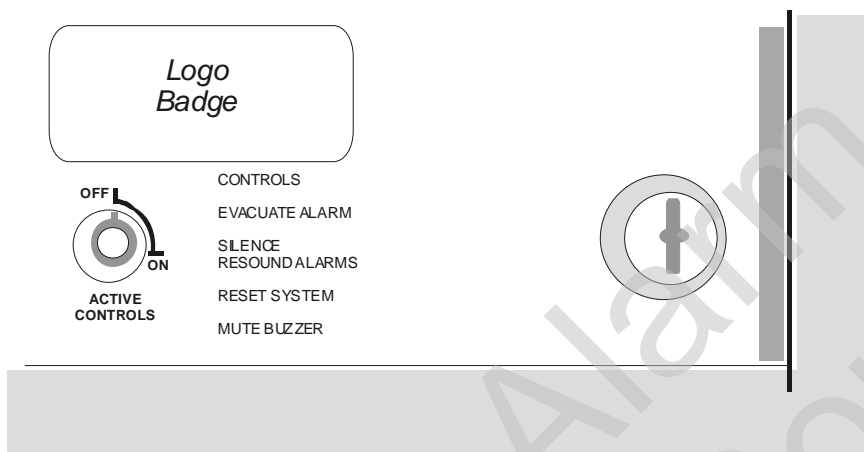 Logo
Badge
OFF
ON
ACTIVE
CONTROLS
CONTROLS
EVACUATE ALARM
SILENCE
RESOUND ALARMS
RESET SYSTEM
MUTE BUZZER
Alarm